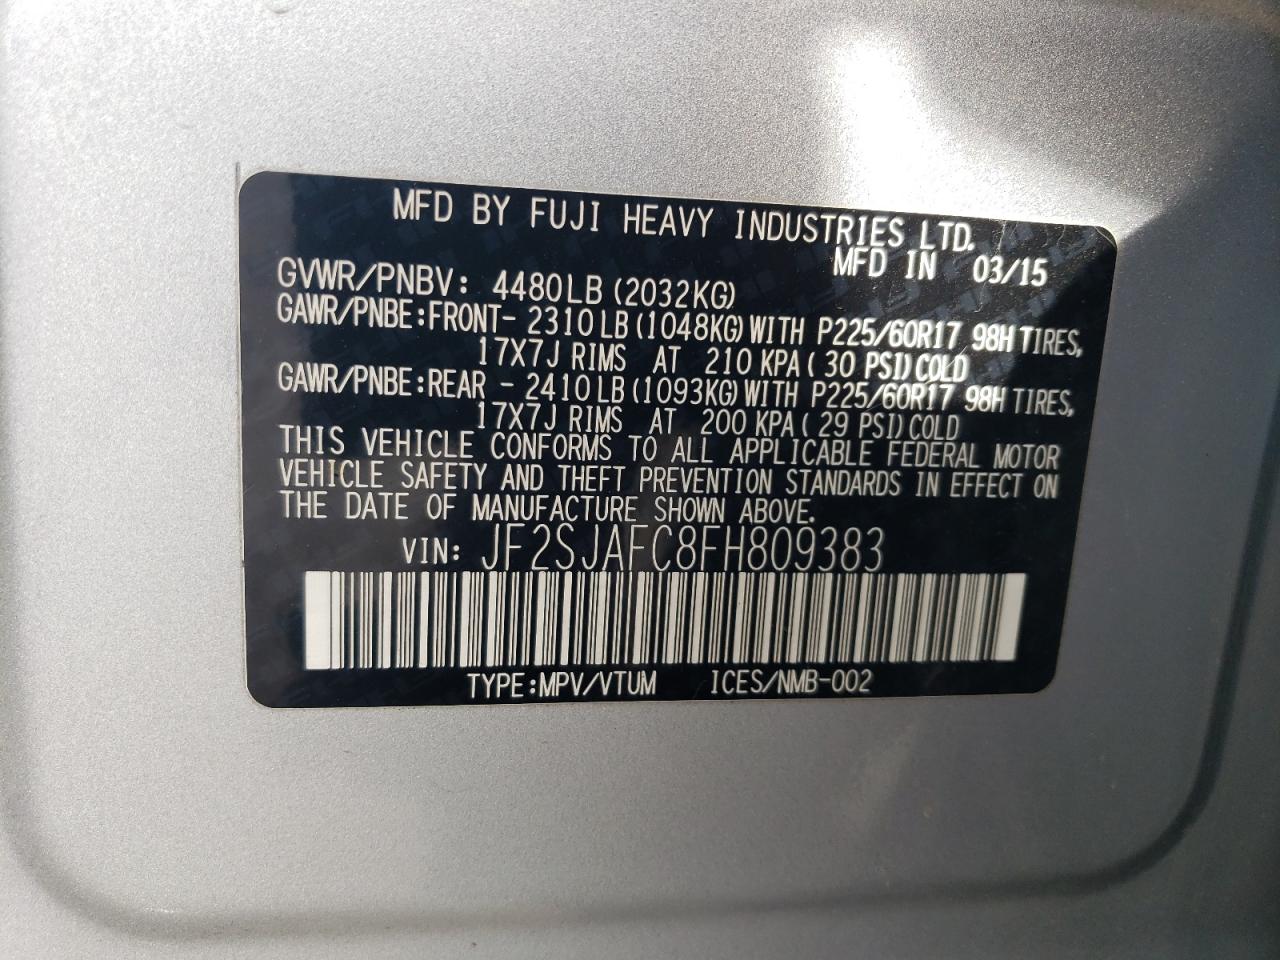 MFD BY FUJI HEAVY INDUSTRIES LTD.
MFD IN 03/15
GVWR/PNBV: 4480LB (2032KG)
GAWR/PNBE:FRONT- 2310LB (1048KG) WITH P225/60R17 98H TIRES,
17X7J RIMS AT 210 KPA ( 30 PSI) COLD
GAWR/PNBE:REAR - 2410LB (1093KG) WITH P225/60R17 98H TIRES,
17X7J RIMS AT 200 KPA ( 29 PSI) COLD
THIS VEHICLE CONFORMS TO ALL APPLICABLE FEDERAL MOTOR
VEHICLE SAFETY AND THEFT PREVENTION STANDARDS IN EFFECT ON
THE DATE OF MANUFACTURE SHOWN ABOVE.
VIN: JF2SJAFC8FH809383
TYPE:MPV/VTUM ICES/NMB-002